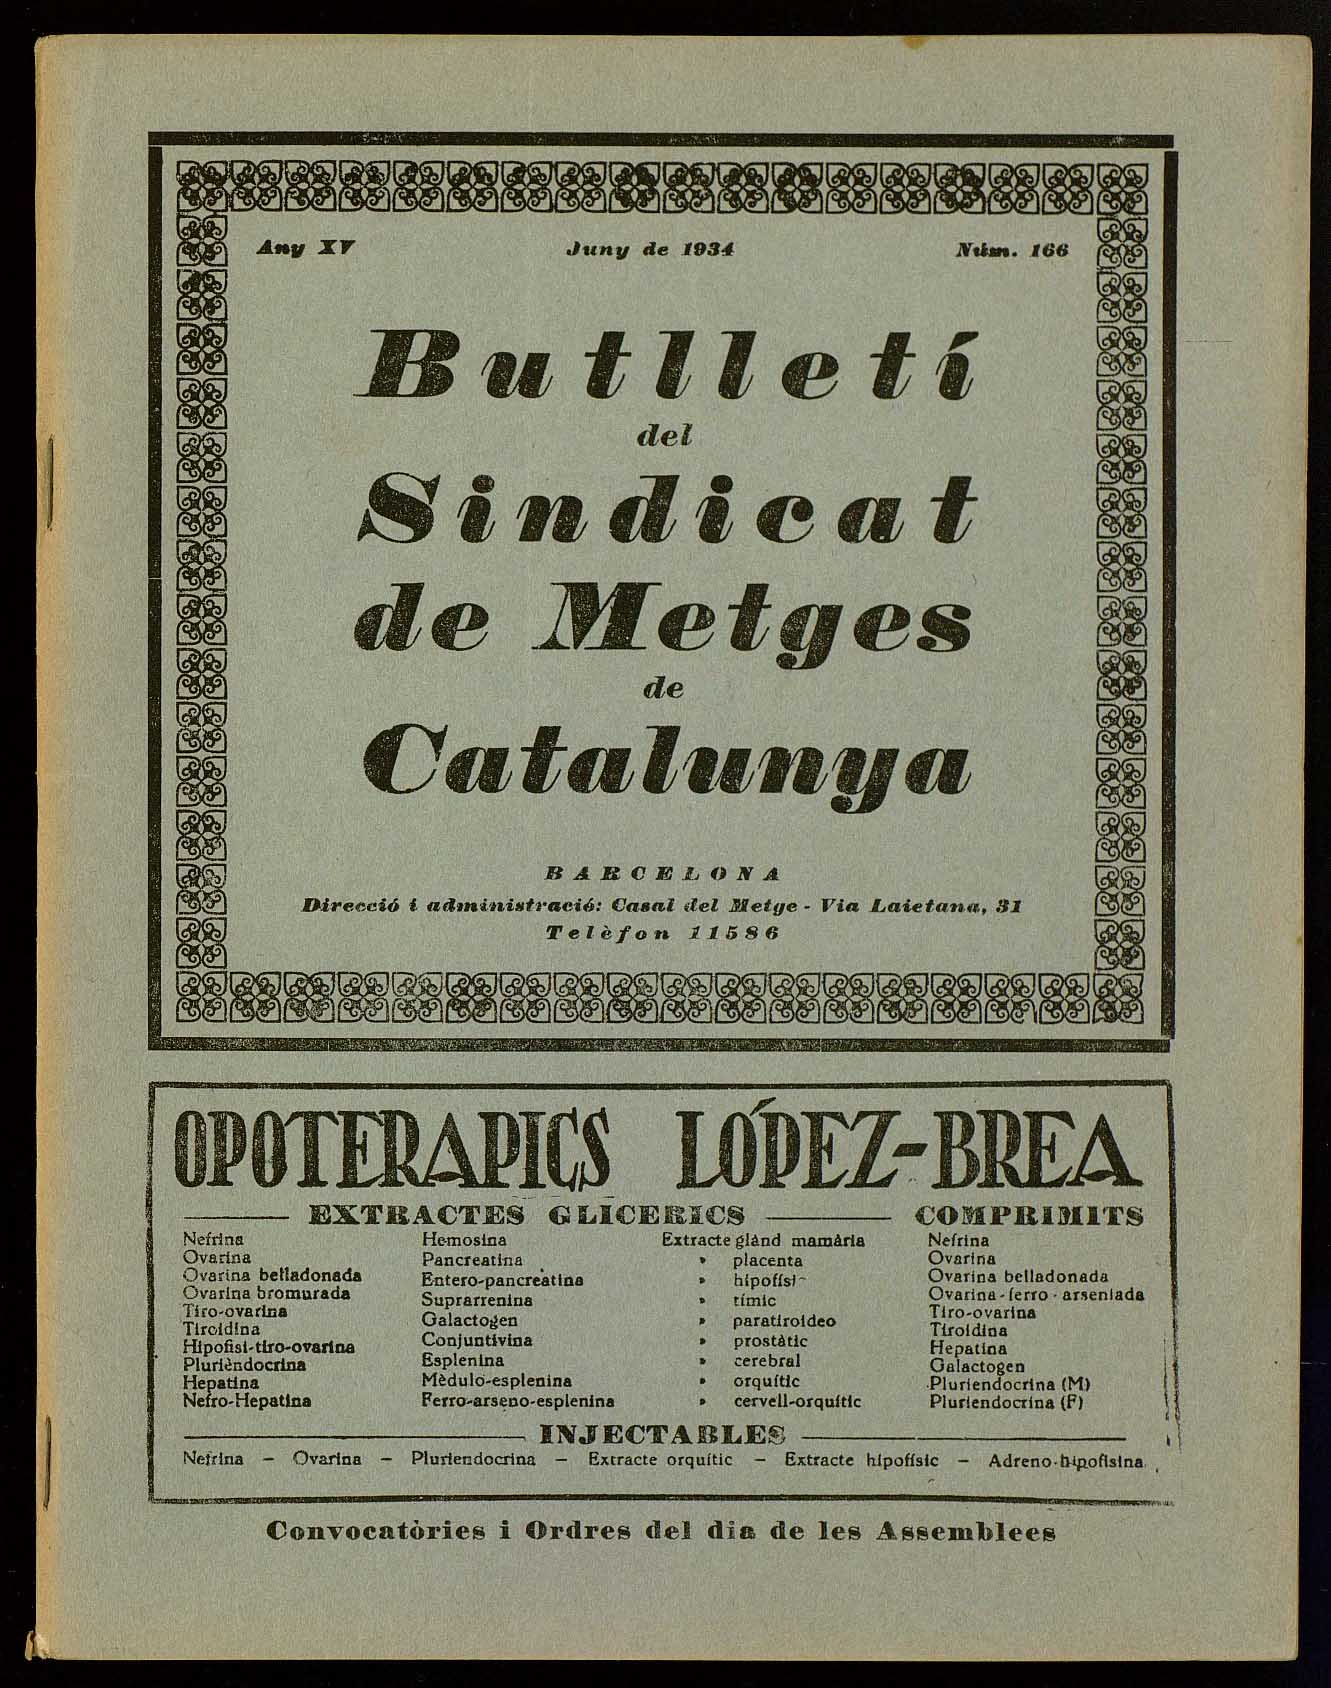 Any XV Juny de 1934 Núm. 166
Butlletí
del
Sindicat
de Metges
de
Catalunya
BARCELONA
Direcció i administració: Casal del Metge - Via Laietana, 31
Telèfon 11586
OPOTERAPICS LÓPEZ-BREA
EXTRACTES GLICERICS COMPRIMITS
Nefrina
Ovarina
Ovarina belladonada
Ovarina bromurada
Tiro-ovarina
Tiroidina
Hipofisi-tiro-ovarina
Plurièndocrina
Hepatina
Nefro-Hepatina
Hemosina
Pancreatina
Entero-pancreàtina
Suprarrenina
Galactogen
Conjuntivina
Esplenina
Mèdulo-esplenina
Ferro-arseno-esplenina
Extracte glànd mamària
» placenta
» hipofisi
» tímic
» paratiroideo
» prostàtic
» cerebral
» orquític
» cervell-orquític
Nefrina
Ovarina
Ovarina belladonada
Ovarina-ferro-arseniada
Tiro-ovarina
Tiroidina
Hepatina
Galactogen
Pluriendocrina (M)
Pluriendocrina (F)
INJECTABLES
Nefrina — Ovarina — Pluriendocrina — Extracte orquític — Extracte hipofísic — Adreno-hipofisina
Convocatòries i Ordres del dia de les Assemblees